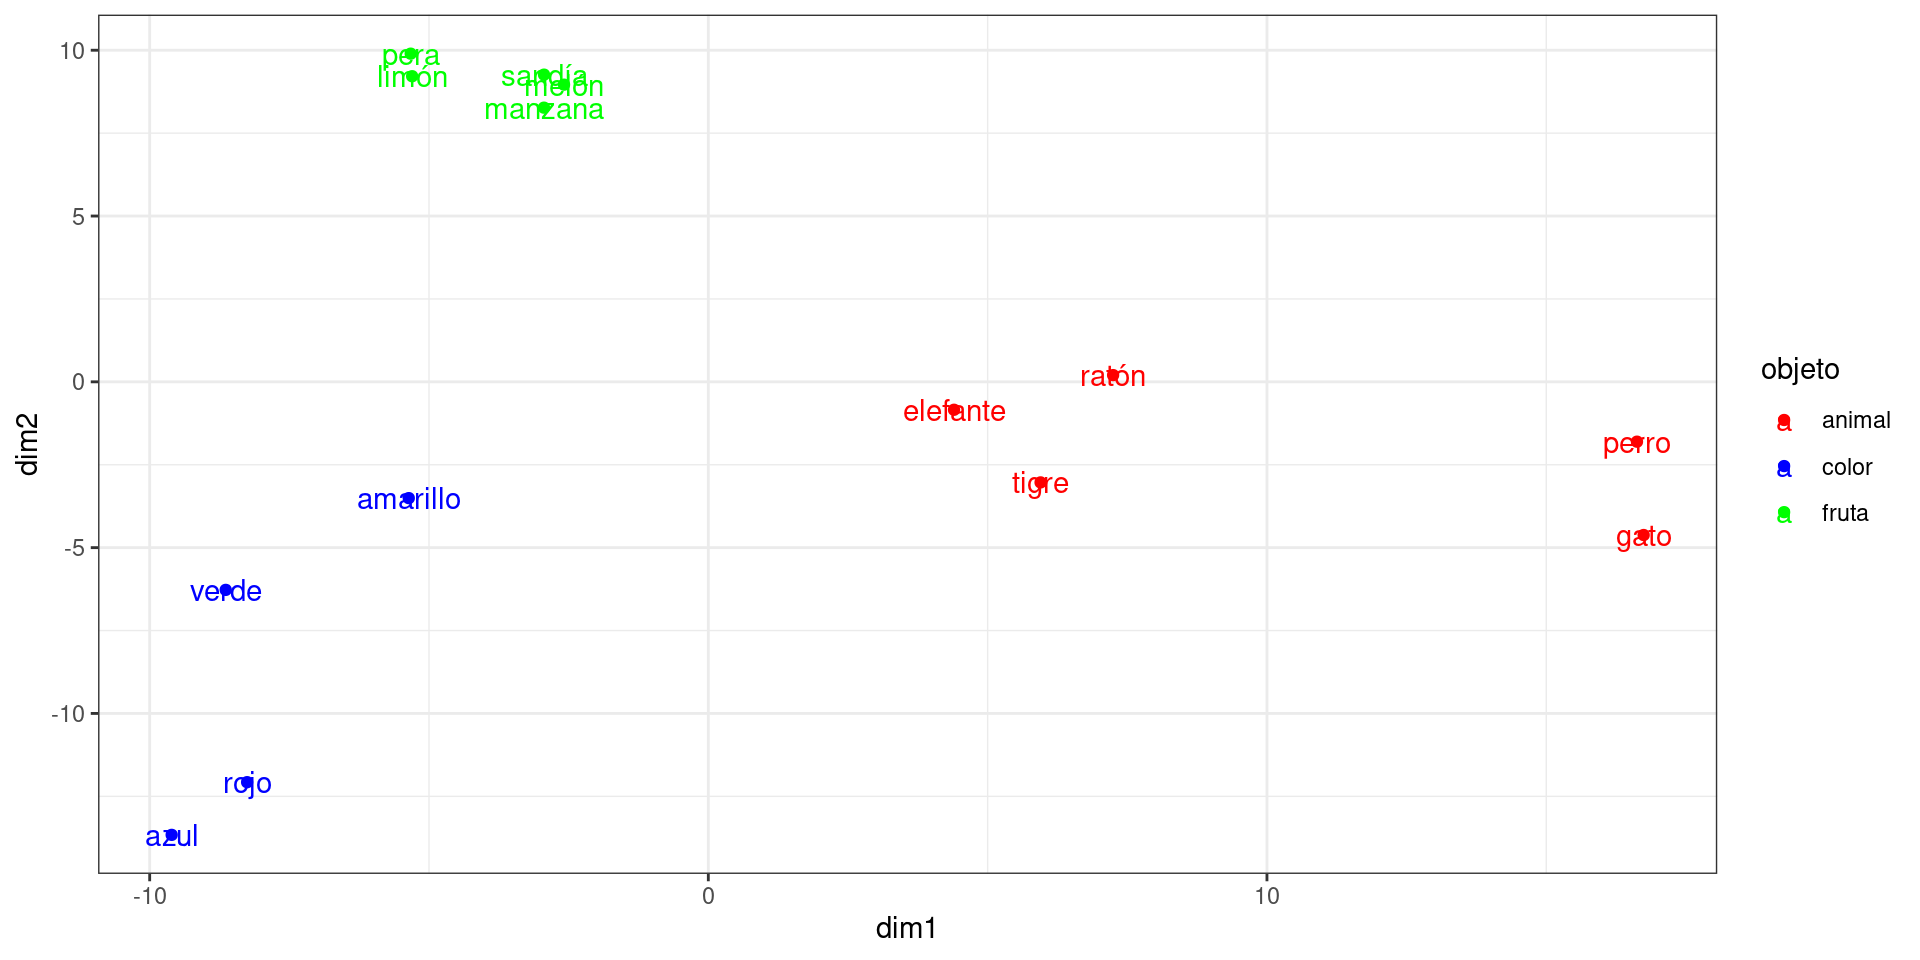 10
5
0
-5
-10
dim2
pera
limón
sandía
melón
manzana
ratón
elefante
perro
tigre
amarillo
gato
verde
rojo
azul
-10
0
10
dim1
objeto
a animal
a color
a fruta